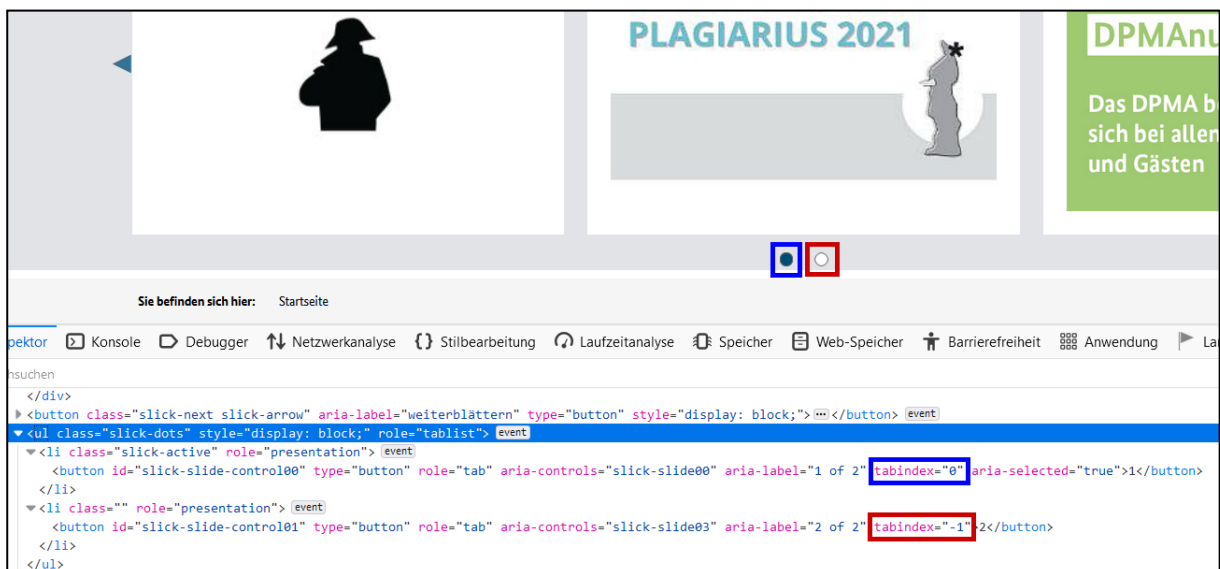 PLAGIARIUS 2021
DPMAnu
Das DPMA b
sich bei allen
und Gästen
Sie befinden sich hier: Startseite
pektor Konsole Debugger Netzwerkanalyse {} Stilbearbeitung Laufzeitanalyse Speicher Web-Speicher Barrierefreiheit Anwendung La
hsuchen
</div>
<button class="slick-next slick-arrow" aria-label="weiterblättern" type="button" style="display: block;"> ... </button> event
<ul class="slick-dots" style="display: block;" role="tablist"> event
<li class="slick-active" role="presentation"> event
<button id="slick-slide-control00" type="button" role="tab" aria-controls="slick-slide00" aria-label="1 of 2" tabindex="0" aria-selected="true">1</button>
</li>
<li class="" role="presentation"> event
<button id="slick-slide-control01" type="button" role="tab" aria-controls="slick-slide03" aria-label="2 of 2" tabindex="-1">2</button>
</li>
</ul>